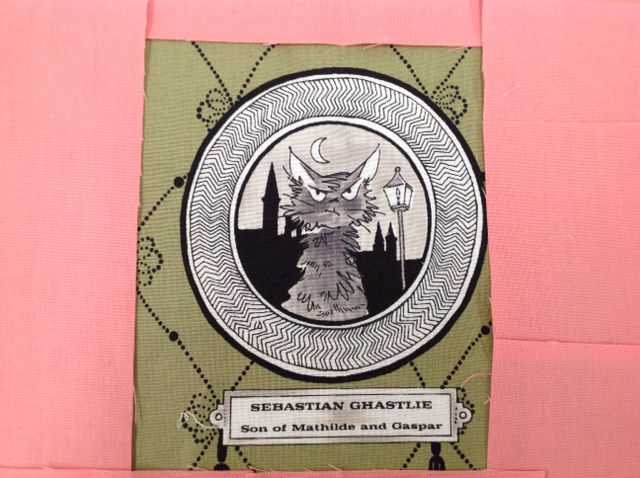 SEBASTIAN GHASTLIE
Son of Mathilde and Gaspar